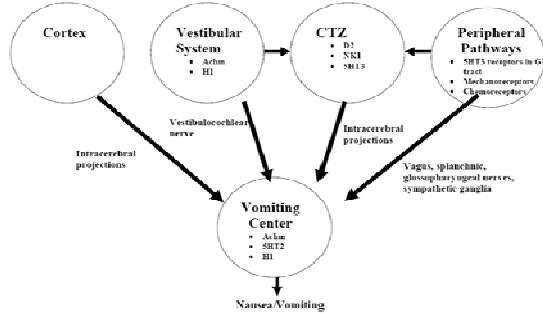 Cortex
Vestibular
System
• Achm
• H1
CTZ
• D2
• NK1
• 5HT3
Peripheral
Pathways
• 5HT3 receptors in GI
tract
• Mechanoreceptors
• Chemoreceptors
Vestibulocochlear
nerve
Intracerebral
projections
Intracerebral
projections
Vagus, splanchnic,
glossopharyngeal nerves,
sympathetic ganglia
Vomiting
Center
• Achm
• 5HT2
• H1
Nausea/Vomiting